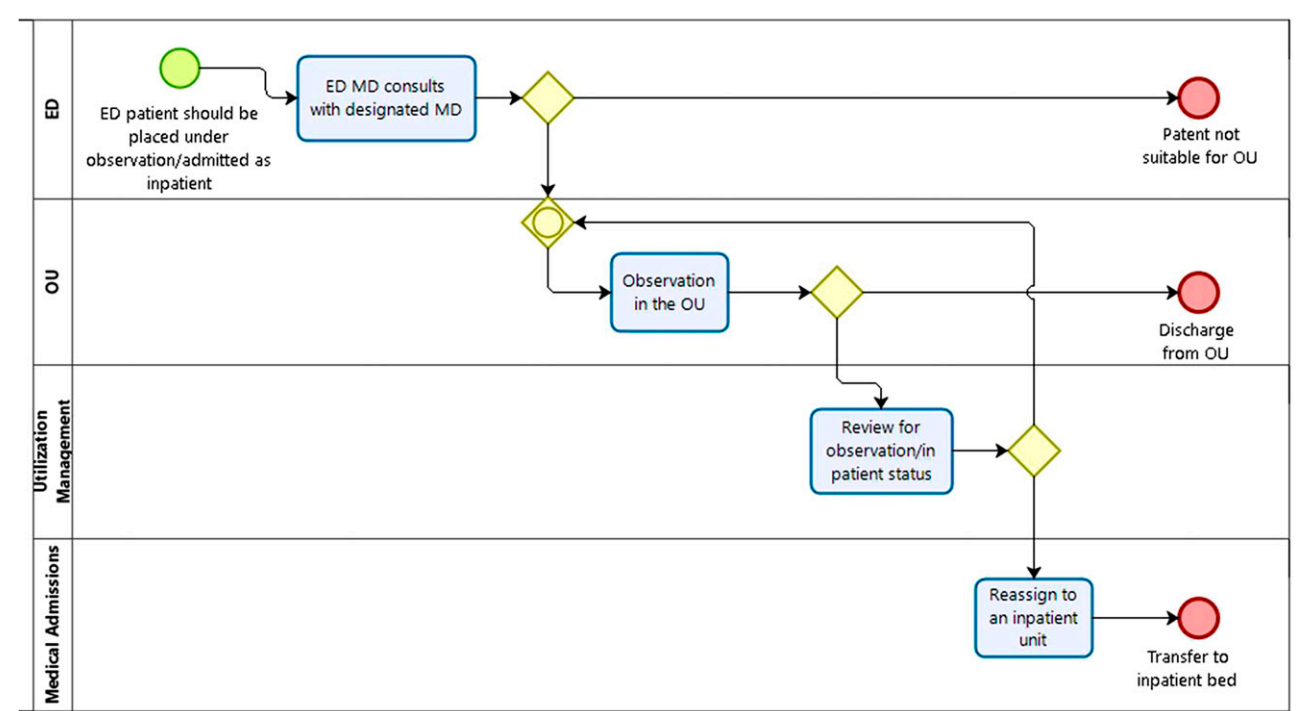 ED
ED patient should be
placed under
observation/admitted as
inpatient
ED MD consults
with designated MD
Patent not
suitable for OU
OU
Observation
in the OU
Discharge
from OU
Utilization
Management
Review for
observation/in
patient status
Medical Admissions
Reassign to
an inpatient
unit
Transfer to
inpatient bed